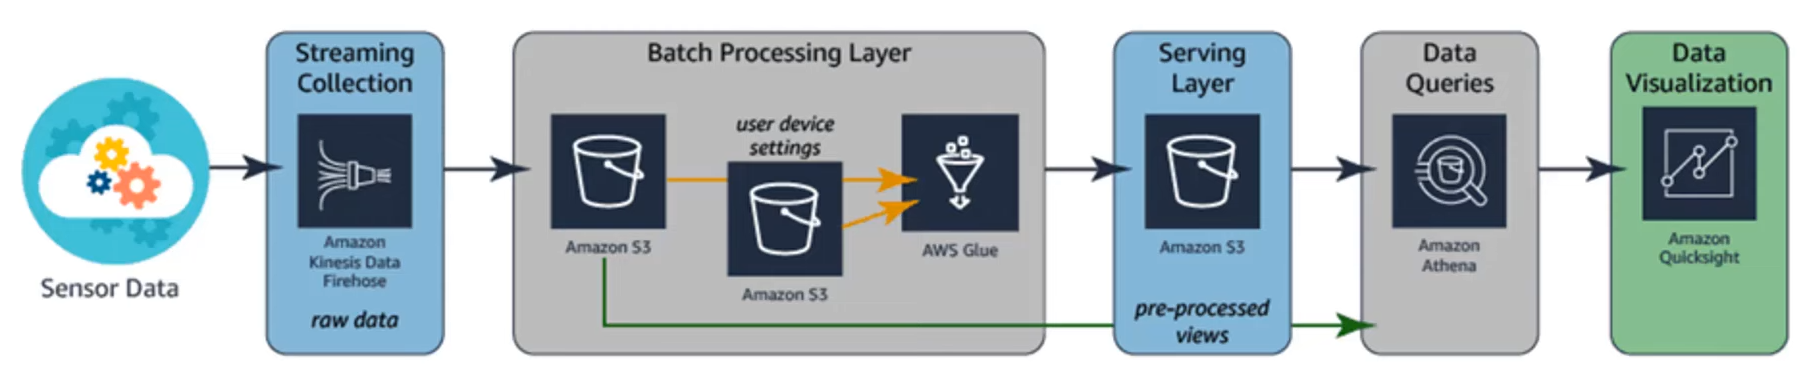 Sensor Data
Streaming
Collection
Amazon
Kinesis Data
Firehose
raw data
Batch Processing Layer
Amazon S3
user device
settings
Amazon S3
AWS Glue
Serving
Layer
Amazon S3
pre-processed
views
Data
Queries
Amazon
Athena
Data
Visualization
Amazon
Quicksight